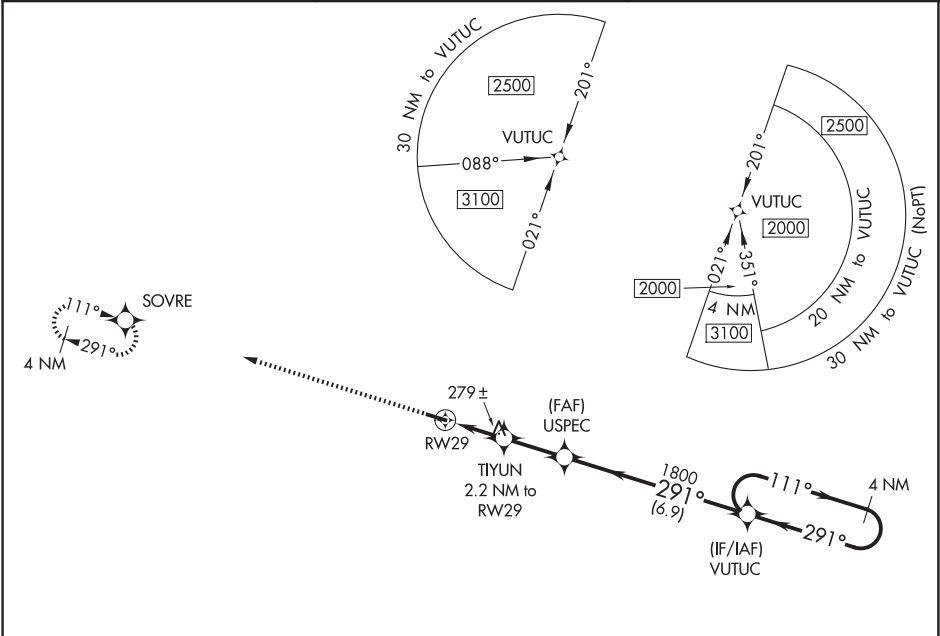 30 NM to VUTUC
2500
201°
VUTUC
088°
3100
021°
2500
201°
VUTUC
2000
021°
351°
2000
4 NM
3100
20 NM to VUTUC
30 NM to VUTUC (NoPT)
SOVRE
111°
291°
4 NM
279 ±
RW29
TIYUN
2.2 NM to
RW29
(FAF)
USPEC
1800
291°
(6.9)
111°
4 NM
291°
(IF/IAF)
VUTUC